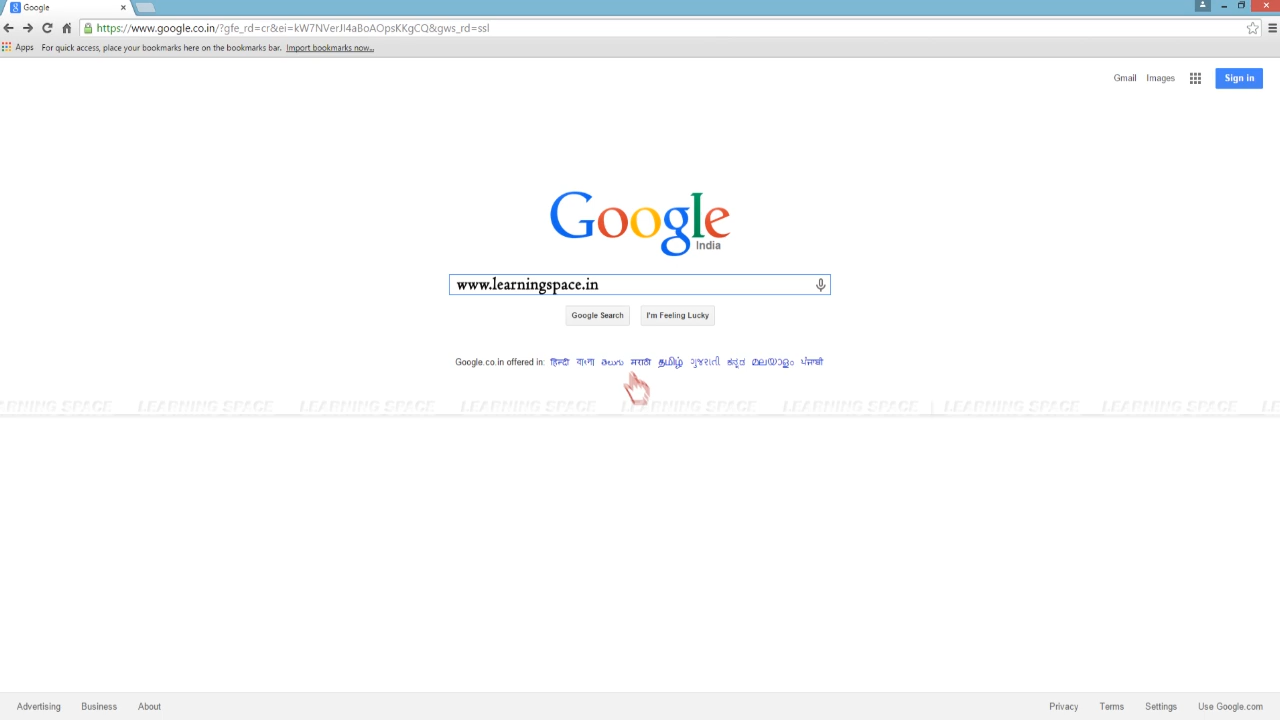 Google
https://www.google.co.in/?gfe_rd=cr&ei=kW7NVerJI4aBoAOpsKKgCQ&gws_rd=ssl
Apps For quick access, place your bookmarks here on the bookmarks bar. Import bookmarks now...
Gmail Images Sign in
Google
India
www.learningspace.in
Google Search I'm Feeling Lucky
Google.co.in offered in: हिन्दी বাংলা తెలుగు मराठी தமிழ் ગુજરાતી ಕನ್ನಡ മലയാളം ਪੰਜਾਬੀ
LEARNING SPACE LEARNING SPACE LEARNING SPACE LEARNING SPACE LEARNING SPACE LEARNING SPACE | LEARNING SPACE LEARNING SPACE
Advertising Business About Privacy Terms Settings Use Google.com